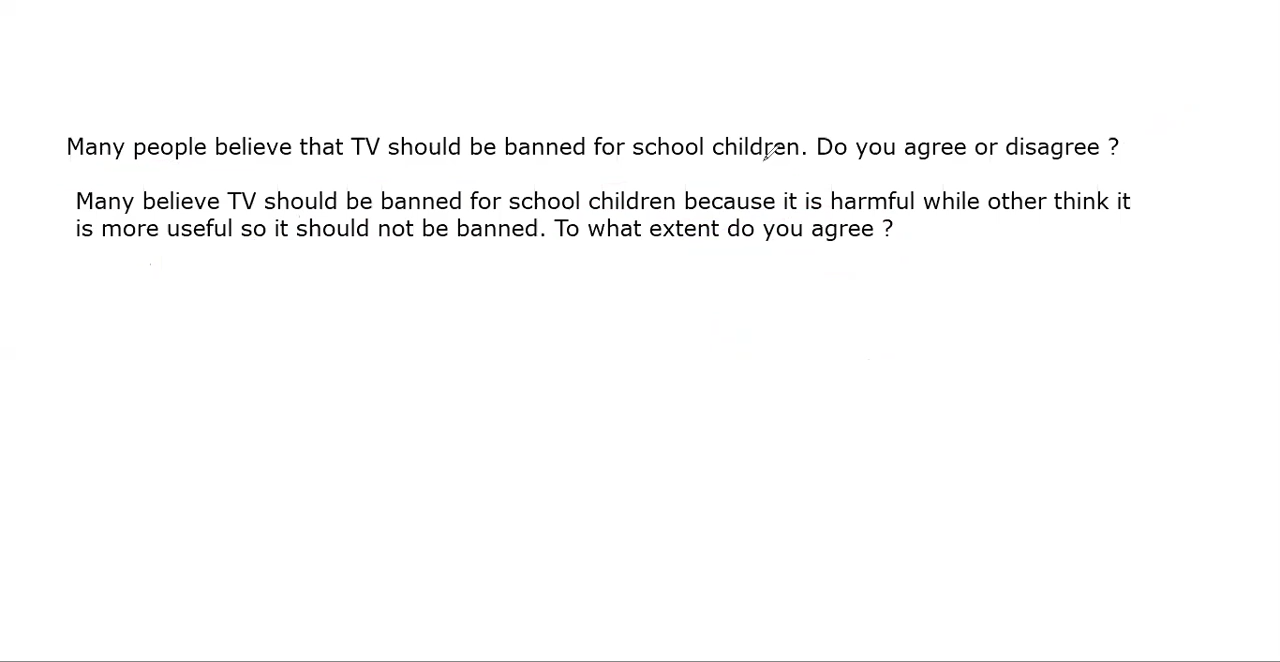 Many people believe that TV should be banned for school children. Do you agree or disagree ?
Many believe TV should be banned for school children because it is harmful while other think it
is more useful so it should not be banned. To what extent do you agree ?